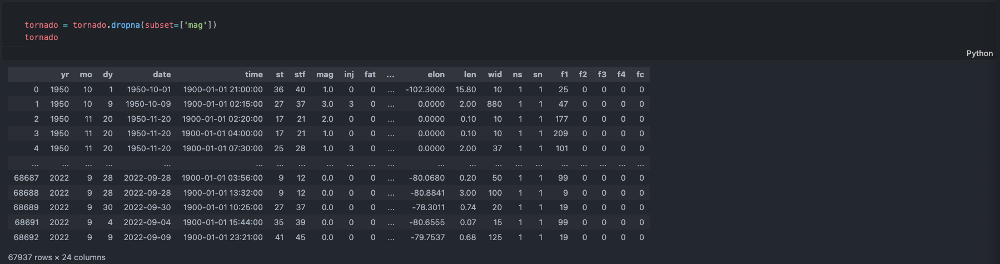 tornado = tornado.dropna(subset=['mag'])
tornado
Python
yr mo dy date time st stf mag inj fat ... elon len wid ns sn f1 f2 f3 f4 fc
0 1950 10 1 1950-10-01 1900-01-01 21:00:00 36 40 1.0 0 0 ... -102.3000 15.80 10 1 1 25 0 0 0 0
1 1950 10 9 1950-10-09 1900-01-01 02:15:00 27 37 3.0 3 0 ... 0.0000 2.00 880 1 1 47 0 0 0 0
2 1950 11 20 1950-11-20 1900-01-01 02:20:00 17 21 2.0 0 0 ... 0.0000 0.10 10 1 1 177 0 0 0 0
3 1950 11 20 1950-11-20 1900-01-01 04:00:00 17 21 1.0 0 0 ... 0.0000 0.10 10 1 1 209 0 0 0 0
4 1950 11 20 1950-11-20 1900-01-01 07:30:00 25 28 1.0 3 0 ... 0.0000 2.00 37 1 1 101 0 0 0 0
... ... ... ... ... ... ... ... ... ... ... ... ... ... ... ... ... ... ... ... ... ...
68687 2022 9 28 2022-09-28 1900-01-01 03:56:00 9 12 0.0 0 0 ... -80.0680 0.20 50 1 1 99 0 0 0 0
68688 2022 9 28 2022-09-28 1900-01-01 13:32:00 9 12 0.0 0 0 ... -80.8841 3.00 100 1 1 9 0 0 0 0
68689 2022 9 30 2022-09-30 1900-01-01 10:25:00 27 37 0.0 0 0 ... -78.3011 0.74 20 1 1 19 0 0 0 0
68691 2022 9 4 2022-09-04 1900-01-01 15:44:00 35 39 0.0 0 0 ... -80.6555 0.07 15 1 1 99 0 0 0 0
68692 2022 9 9 2022-09-09 1900-01-01 23:21:00 41 45 0.0 0 0 ... -79.7537 0.68 125 1 1 19 0 0 0 0
67937 rows × 24 columns